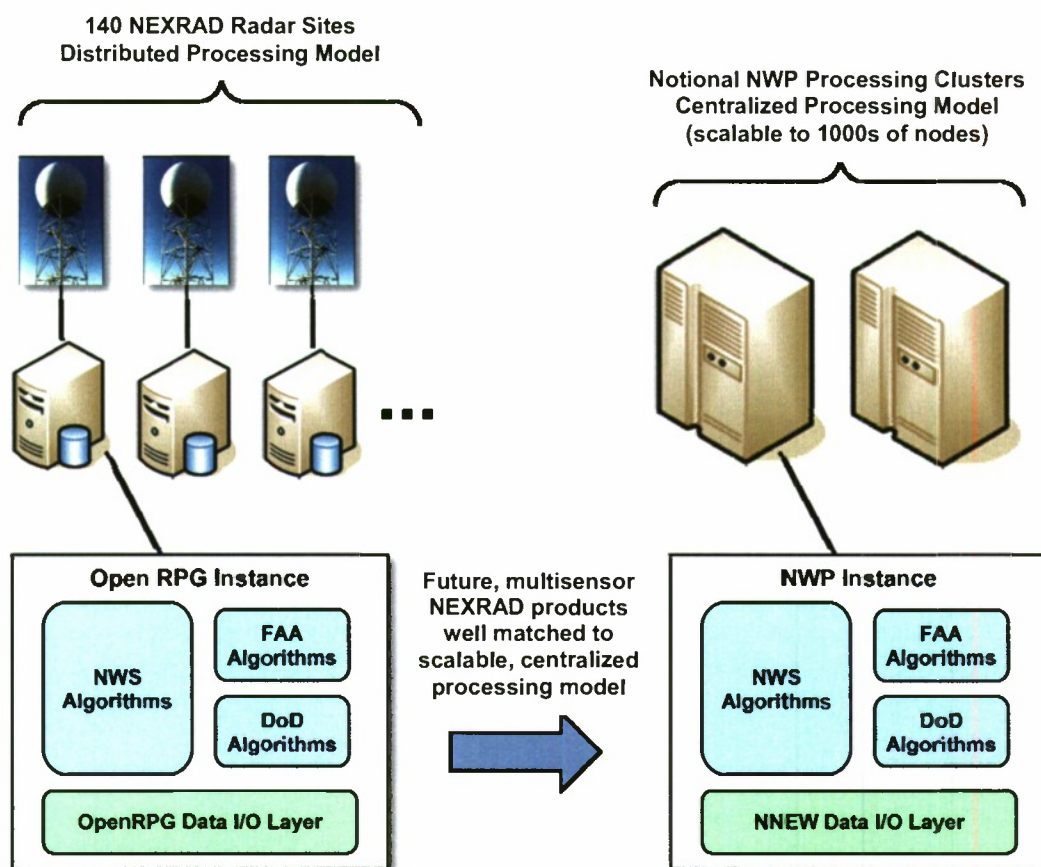 140 NEXRAD Radar Sites
Distributed Processing Model
Notional NWP Processing Clusters
Centralized Processing Model
(scalable to 1000s of nodes)
Open RPG Instance
NWS
Algorithms
FAA
Algorithms
DoD
Algorithms
OpenRPG Data I/O Layer
Future, multisensor
NEXRAD products
well matched to
scalable, centralized
processing model
NWP Instance
NWS
Algorithms
FAA
Algorithms
DoD
Algorithms
NNEW Data I/O Layer